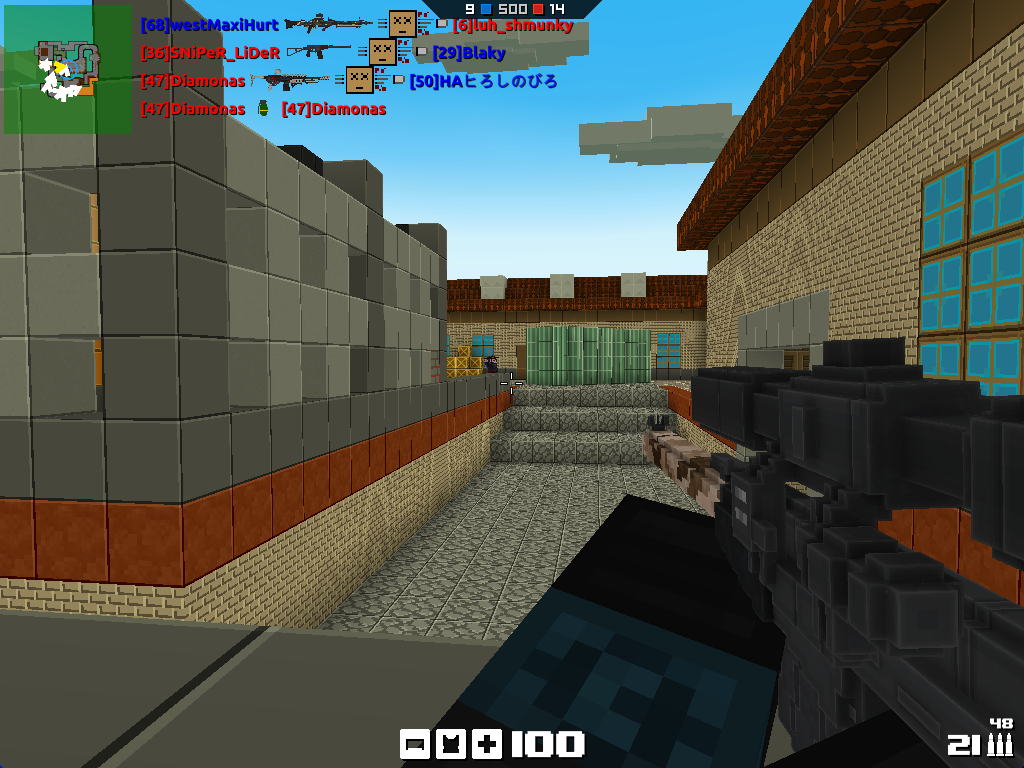 9 500 14
[68]westMaxiHurt [6]luh_shmunky
[36]SNiPeR_LiDeR [29]Blaky
[47]Diamonas [50]HAヒろしのびろ
[47]Diamonas [47]Diamonas
100
48
21